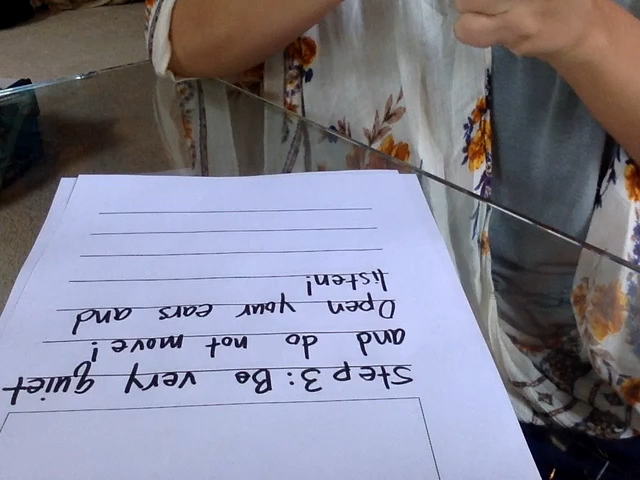 Step 3: Be very quiet
and do not move!
Open your ears and
listen!